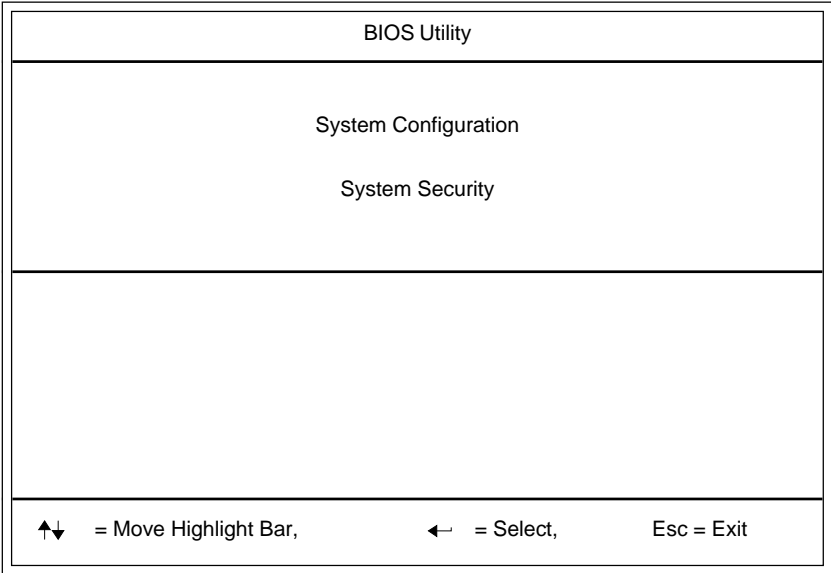 BIOS Utility
System Configuration
System Security
↑↓ = Move Highlight Bar, ↵ = Select, Esc = Exit